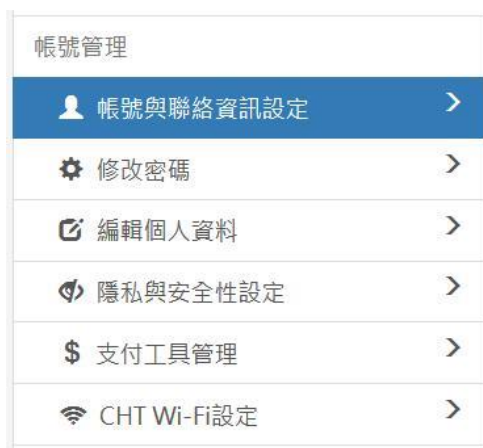 帳號管理
帳號與聯絡資訊設定
修改密碼
編輯個人資料
隱私與安全性設定
支付工具管理
CHT Wi-Fi設定